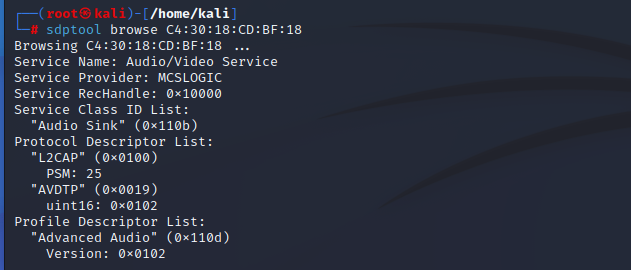 ┌──(root㉿kali)-[/home/kali]
└─# sdptool browse C4:30:18:CD:BF:18
Browsing C4:30:18:CD:BF:18 ...
Service Name: Audio/Video Service
Service Provider: MCSLOGIC
Service RecHandle: 0×10000
Service Class ID List:
  "Audio Sink" (0×110b)
Protocol Descriptor List:
  "L2CAP" (0×0100)
    PSM: 25
  "AVDTP" (0×0019)
    uint16: 0×0102
Profile Descriptor List:
  "Advanced Audio" (0×110d)
    Version: 0×0102